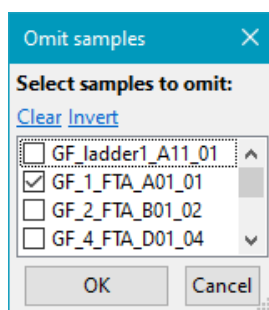 Omit samples
Select samples to omit:
Clear Invert
GF_ladder1_A11_01
GF_1_FTA_A01_01
GF_2_FTA_B01_02
GF_4_FTA_D01_04
OK Cancel